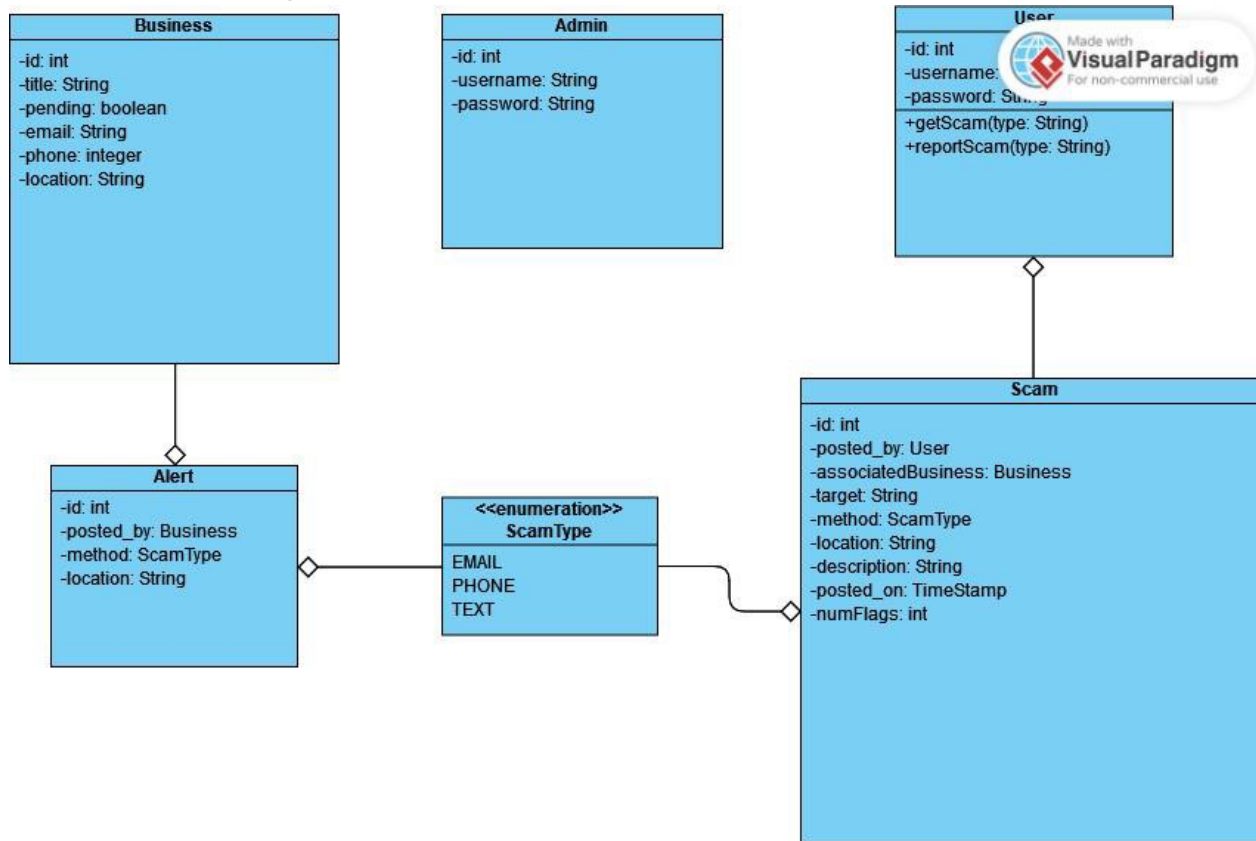 Business
-id: int
-title: String
-pending: boolean
-email: String
-phone: integer
-location: String
Admin
-id: int
-username: String
-password: String
User
-id: int
-username:
-password:
+getScam(type: String)
+reportScam(type: String)
Made with
Visual Paradigm
For non-commercial use
Alert
-id: int
-posted_by: Business
-method: ScamType
-location: String
<<enumeration>>
ScamType
EMAIL
PHONE
TEXT
Scam
-id: int
-posted_by: User
-associatedBusiness: Business
-target: String
-method: ScamType
-location: String
-description: String
-posted_on: TimeStamp
-numFlags: int